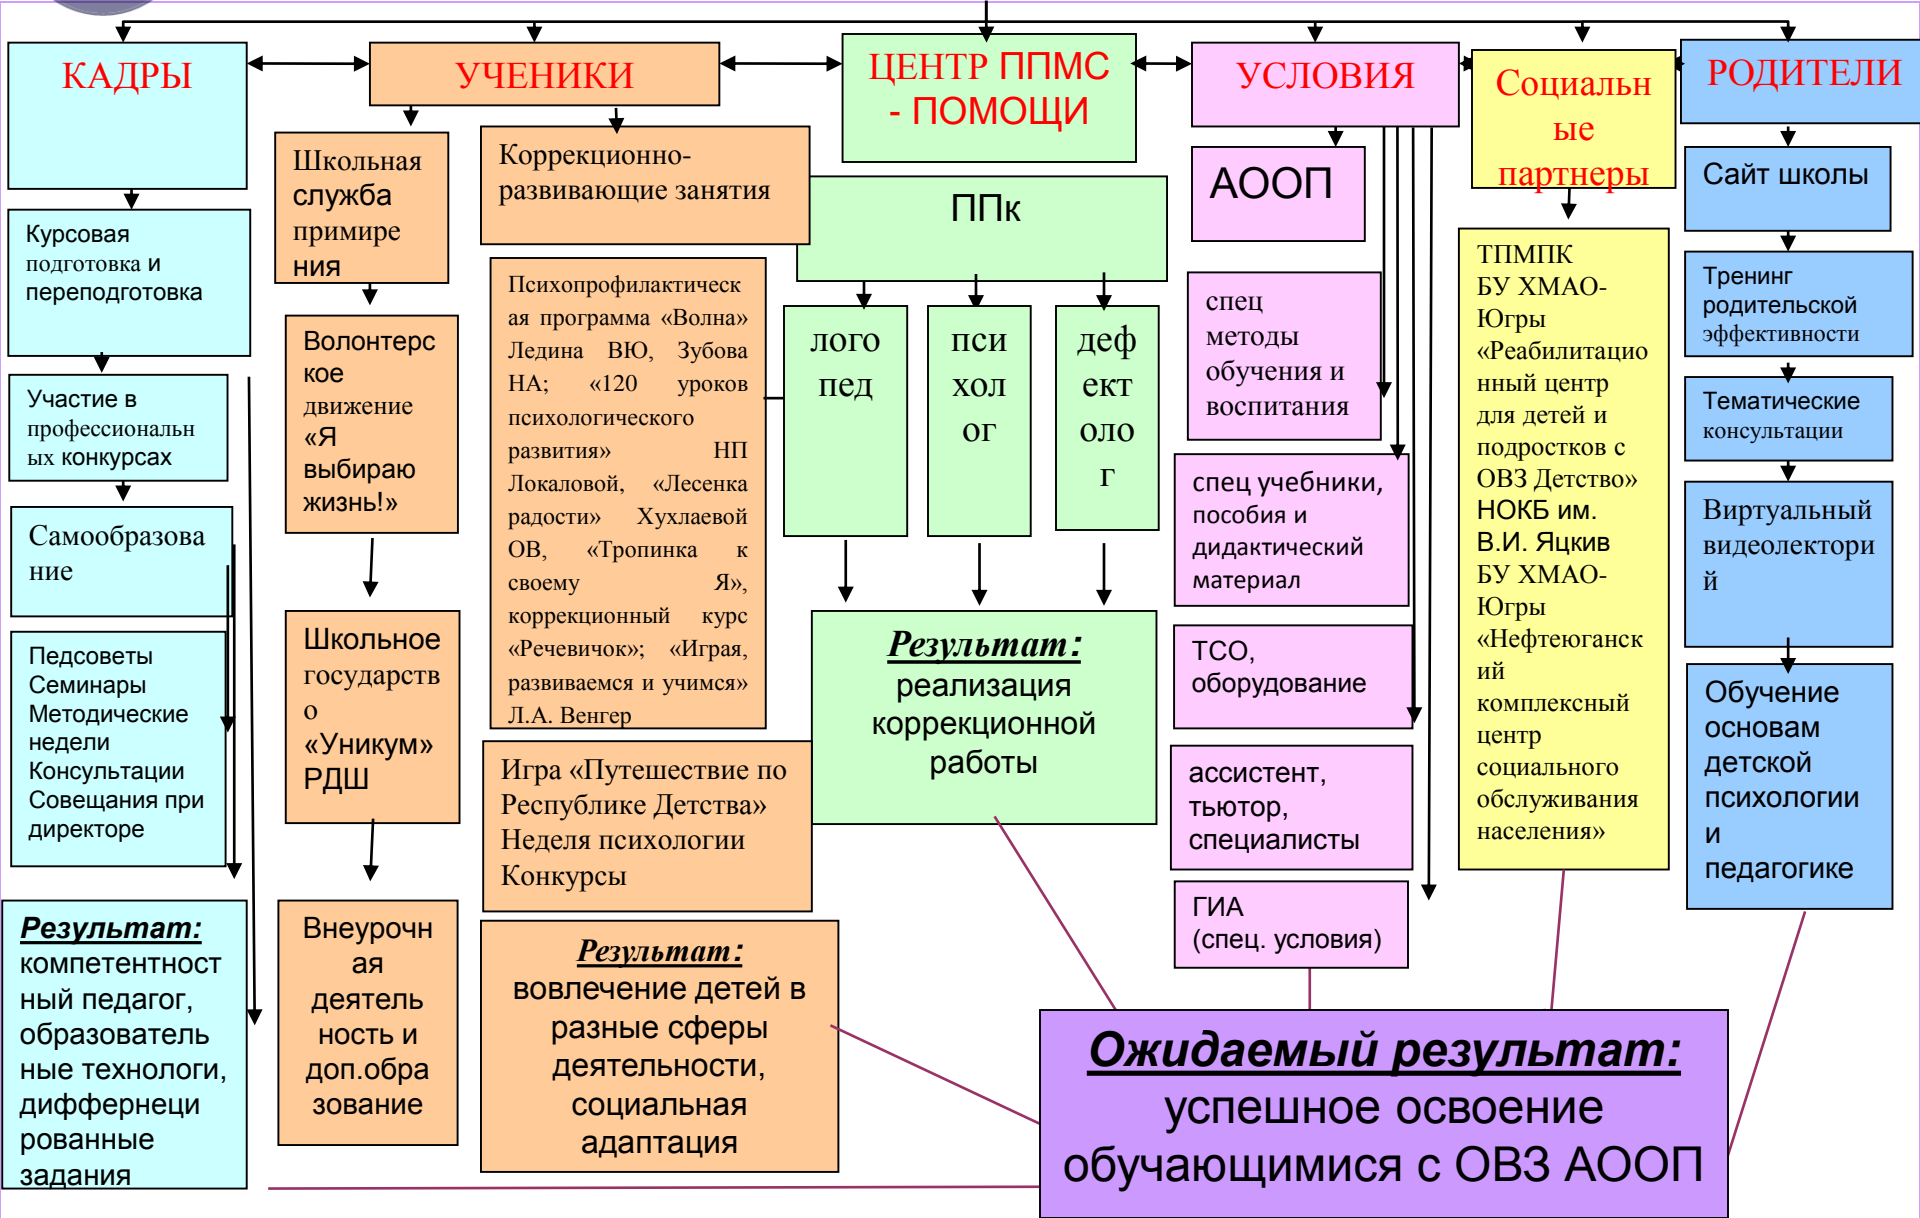 КАДРЫ
Курсовая
подготовка и
переподготовка
Участие в
профессиональн
ых конкурсах
Самообразова
ние
Педсоветы
Семинары
Методические
недели
Консультации
Совещания при
директоре
Результат:
компетентност
ный педагог,
образователь
ные технологи,
диффернеци
рованные
задания
УЧЕНИКИ
Школьная
служба
примире
ния
Волонтерс
кое
движение
«Я
выбираю
жизнь!»
Школьное
государств
о
«Уникум»
РДШ
Внеурочн
ая
деятель
ность и
доп.обра
зование
Коррекционно-
развивающие занятия
Психопрофилактическ
ая программа «Волна»
Ледина ВЮ, Зубова
НА; «120 уроков
психологического
развития» НП
Локаловой, «Лесенка
радости» Хухлаевой
ОВ, «Тропинка к
своему Я»,
коррекционный курс
«Речевичок»; «Играя,
развиваемся и учимся»
Л.А. Венгер
Игра «Путешествие по
Республике Детства»
Неделя психологии
Конкурсы
Результат:
вовлечение детей в
разные сферы
деятельности,
социальная
адаптация
ЦЕНТР ППМС
- ПОМОЩИ
ППк
лого
пед
пси
хол
ог
деф
ект
оло
г
Результат:
реализация
коррекционной
работы
УСЛОВИЯ
АООП
спец
методы
обучения и
воспитания
спец учебники,
пособия и
дидактический
материал
ТСО,
оборудование
ассистент,
тьютор,
специалисты
ГИА
(спец. условия)
Социальн
ые
партнеры
ТПМПК
БУ ХМАО-
Югры
«Реабилитацио
нный центр
для детей и
подростков с
ОВЗ Детство»
НОКБ им.
В.И. Яцкив
БУ ХМАО-
Югры
«Нефтеюганск
ий
комплексный
центр
социального
обслуживания
населения»
РОДИТЕЛИ
Сайт школы
Тренинг
родительской
эффективности
Тематические
консультации
Виртуальный
видеолектори
й
Обучение
основам
детской
психологии
и
педагогике
Ожидаемый результат:
успешное освоение
обучающимися с ОВЗ АООП